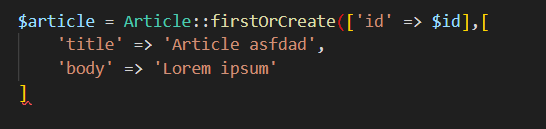 $article = Article::firstOrCreate(['id' => $id],[
'title' => 'Article asfdad',
'body' => 'Lorem ipsum'
]